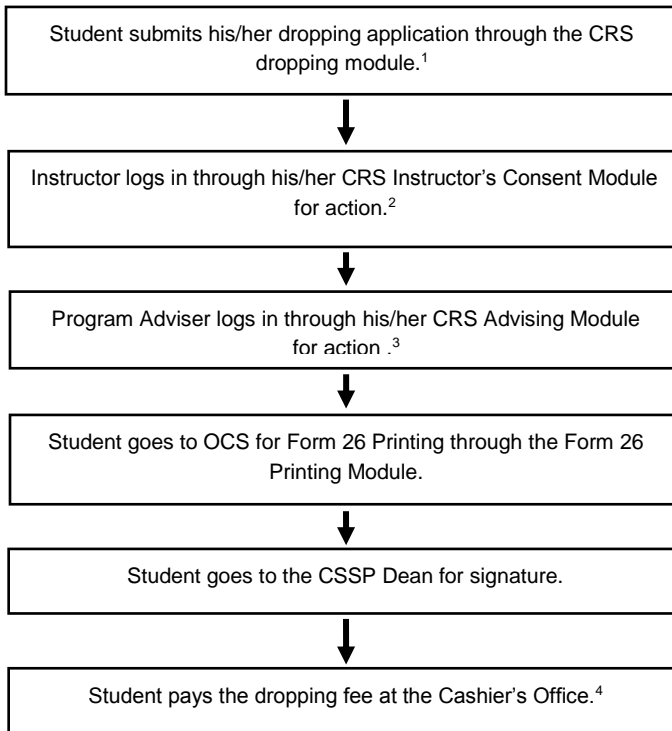 Student submits his/her dropping application through the CRS
dropping module.¹
Instructor logs in through his/her CRS Instructor’s Consent Module
for action.²
Program Adviser logs in through his/her CRS Advising Module
for action .³
Student goes to OCS for Form 26 Printing through the Form 26
Printing Module.
Student goes to the CSSP Dean for signature.
Student pays the dropping fee at the Cashier’s Office.⁴